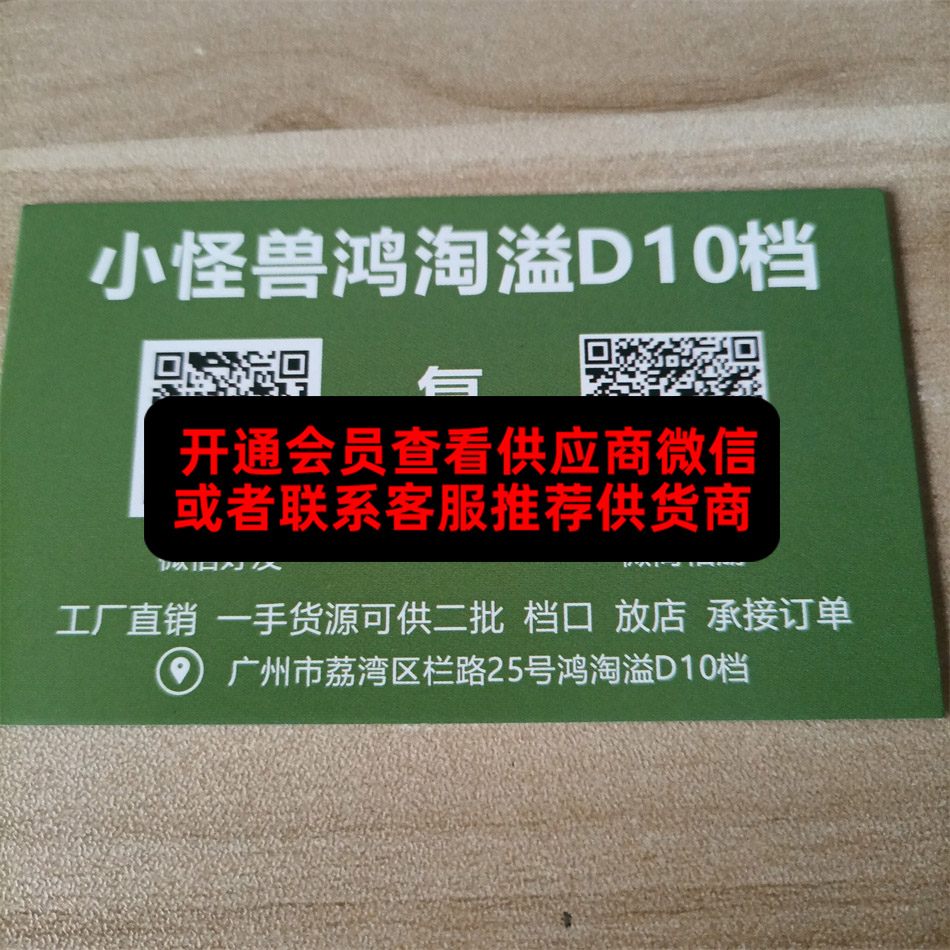 小怪兽鸿淘溢D10档
开通会员查看供应商微信
或者联系客服推荐供货商
工厂直销 一手货源可供二批 档口 放店 承接订单
广州市荔湾区栏路25号鸿淘溢D10档